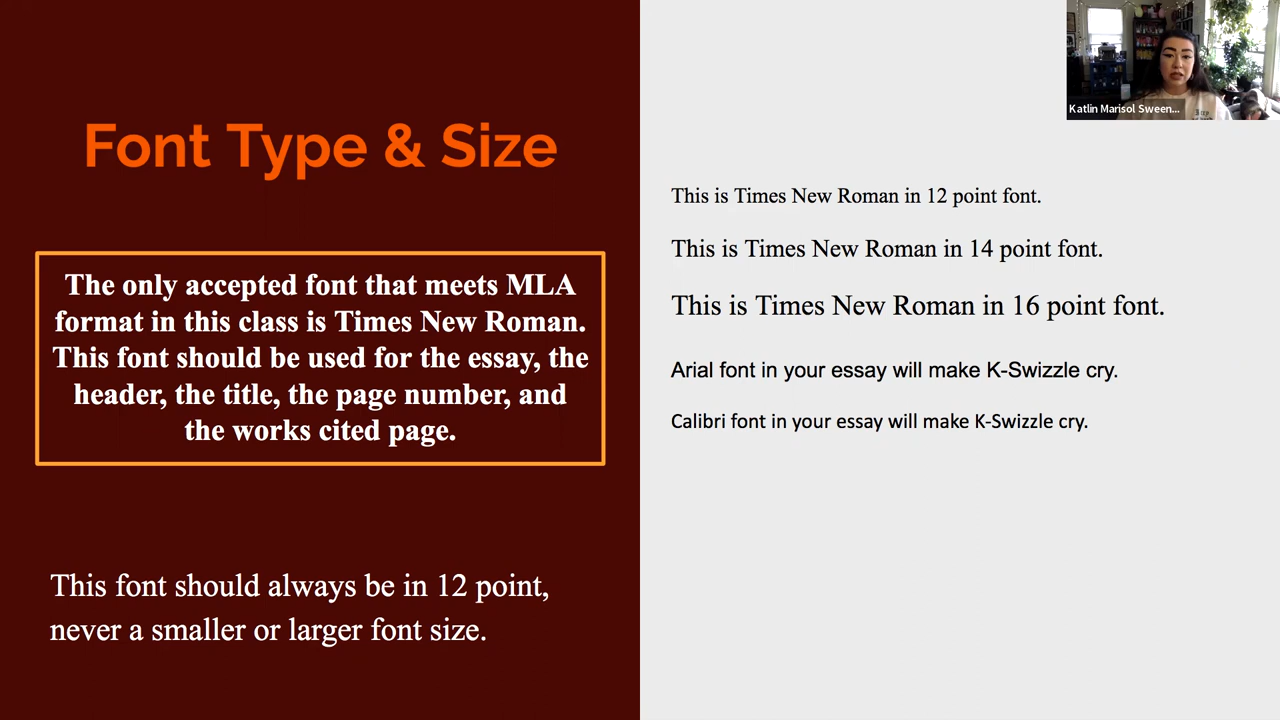 Font Type & Size
The only accepted font that meets MLA
format in this class is Times New Roman.
This font should be used for the essay, the
header, the title, the page number, and
the works cited page.
This font should always be in 12 point,
never a smaller or larger font size.
This is Times New Roman in 12 point font.
This is Times New Roman in 14 point font.
This is Times New Roman in 16 point font.
Arial font in your essay will make K-Swizzle cry.
Calibri font in your essay will make K-Swizzle cry.
Katlin Marisol Sween...